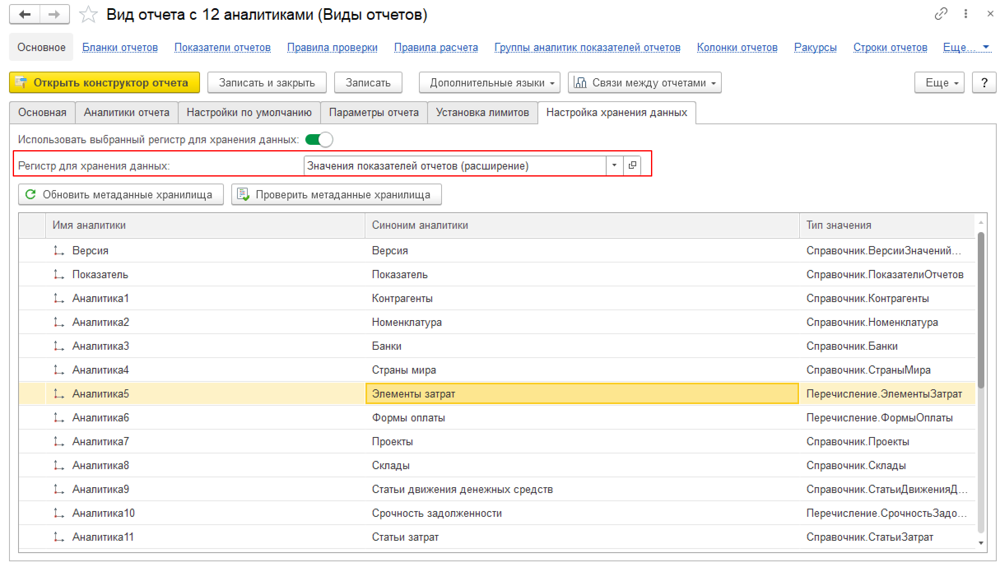 Вид отчета с 12 аналитиками (Виды отчетов)
Основное Бланки отчетов Показатели отчетов Правила проверки Правила расчета Группы аналитик показателей отчетов Колонки отчетов Ракурсы Строки отчетов Еще...
Открыть конструктор отчета Записать и закрыть Записать Дополнительные языки Связи между отчетами Еще ?
Основная Аналитики отчета Настройки по умолчанию Параметры отчета Установка лимитов Настройка хранения данных
Использовать выбранный регистр для хранения данных:
Регистр для хранения данных: Значения показателей отчетов (расширение)
Обновить метаданные хранилища Проверить метаданные хранилища
Имя аналитики Синоним аналитики Тип значения
Версия Версия Справочник.ВерсииЗначений...
Показатель Показатель Справочник.ПоказателиОтчетов
Аналитика1 Контрагенты Справочник.Контрагенты
Аналитика2 Номенклатура Справочник.Номенклатура
Аналитика3 Банки Справочник.Банки
Аналитика4 Страны мира Справочник.СтраныМира
Аналитика5 Элементы затрат Перечисление.ЭлементыЗатрат
Аналитика6 Формы оплаты Перечисление.ФормыОплаты
Аналитика7 Проекты Справочник.Проекты
Аналитика8 Склады Справочник.Склады
Аналитика9 Статьи движения денежных средств Справочник.СтатьиДвиженияД...
Аналитика10 Срочность задолженности Перечисление.СрочностьЗадо...
Аналитика11 Статьи затрат Справочник.СтатьиЗатрат